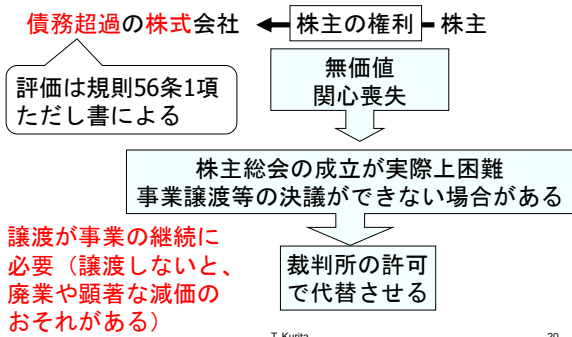 債務超過の株式会社 株主の権利 株主
評価は規則56条1項
ただし書による
無価値
関心喪失
株主総会の成立が実際上困難
事業譲渡等の決議ができない場合がある
譲渡が事業の継続に
必要（譲渡しないと、
廃業や顕著な減価の
おそれがある）
裁判所の許可
で代替させる
T. Kurita 20